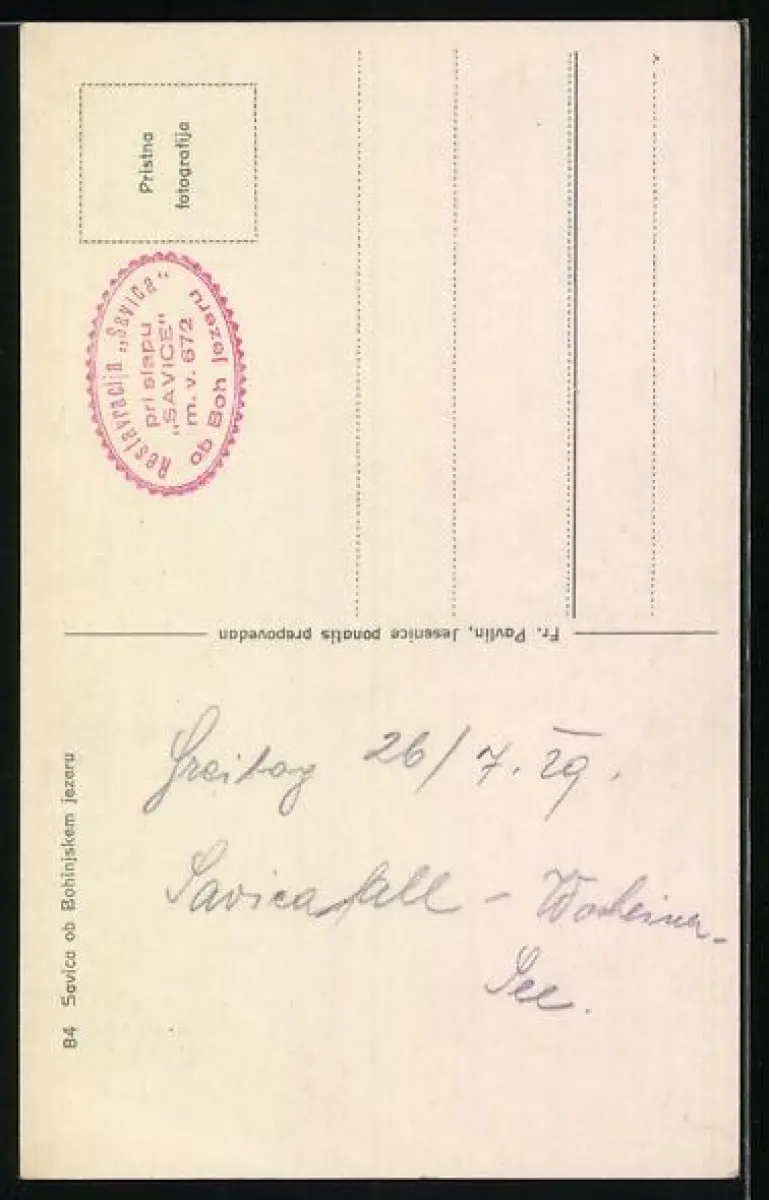 Pristna
fotografija
Restavracija „Savica“
pri slapu
„SAVICE“
m. v. 672
ob Boh jezeru
Fr. Pavlin, Jesenice ponatis prepovedan
84 Savica ob Bohinjskem jezeru
Freitag 26/7. 29.
Savicafall - Wocheiner-
See.